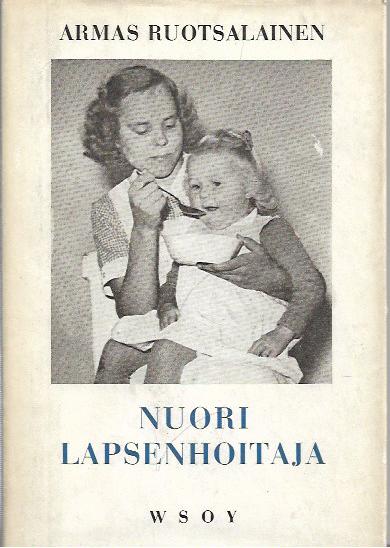 ARMAS RUOTSALAINEN
NUORI
LAPSENHOITAJA
WSOY